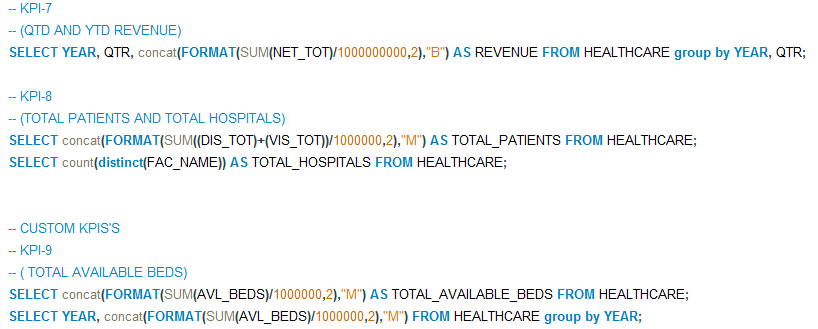 -- KPI-7
-- (QTD AND YTD REVENUE)
SELECT YEAR, QTR, concat(FORMAT(SUM(NET_TOT)/1000000000,2),"B") AS REVENUE FROM HEALTHCARE group by YEAR, QTR;
-- KPI-8
-- (TOTAL PATIENTS AND TOTAL HOSPITALS)
SELECT concat(FORMAT(SUM((DIS_TOT)+(VIS_TOT))/1000000,2),"M") AS TOTAL_PATIENTS FROM HEALTHCARE;
SELECT count(distinct(FAC_NAME)) AS TOTAL_HOSPITALS FROM HEALTHCARE;
-- CUSTOM KPIS'S
-- KPI-9
-- ( TOTAL AVAILABLE BEDS)
SELECT concat(FORMAT(SUM(AVL_BEDS)/1000000,2),"M") AS TOTAL_AVAILABLE_BEDS FROM HEALTHCARE;
SELECT YEAR, concat(FORMAT(SUM(AVL_BEDS)/1000000,2),"M") FROM HEALTHCARE group by YEAR;